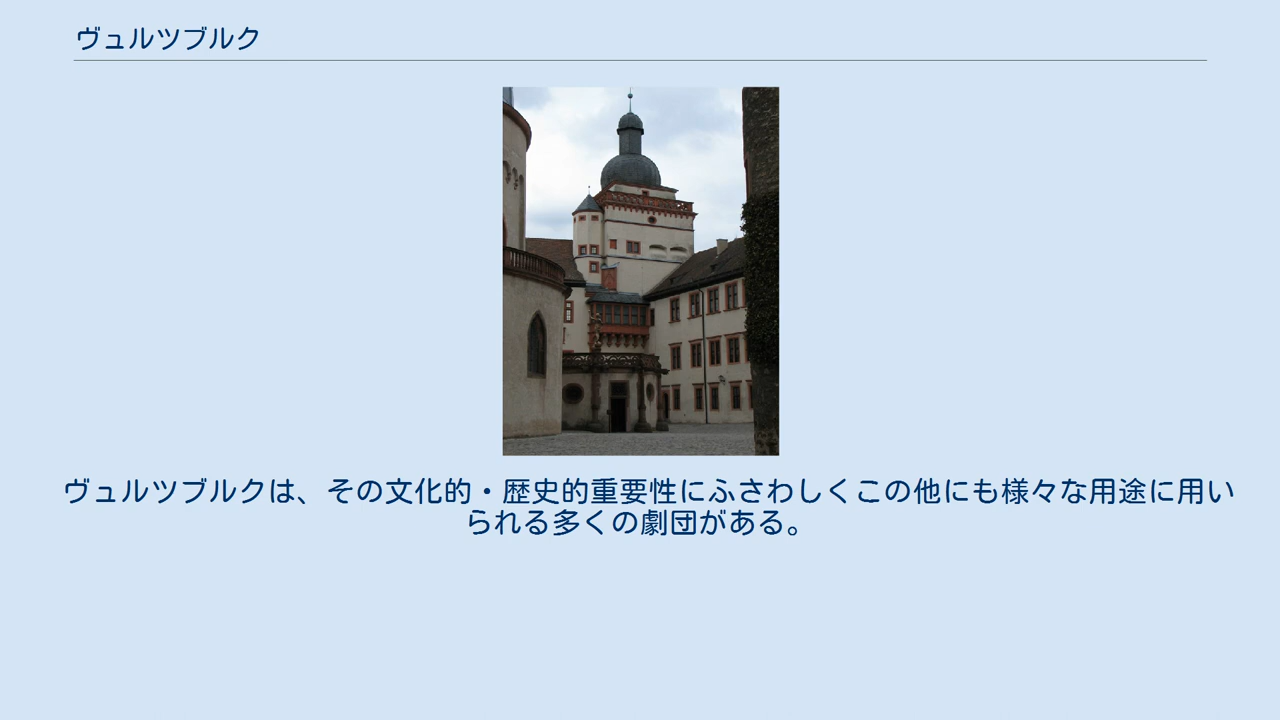 ヴュルツブルク
ヴュルツブルクは、その文化的・歴史的重要性にふさわしくこの他にも様々な用途に用い
られる多くの劇団がある。